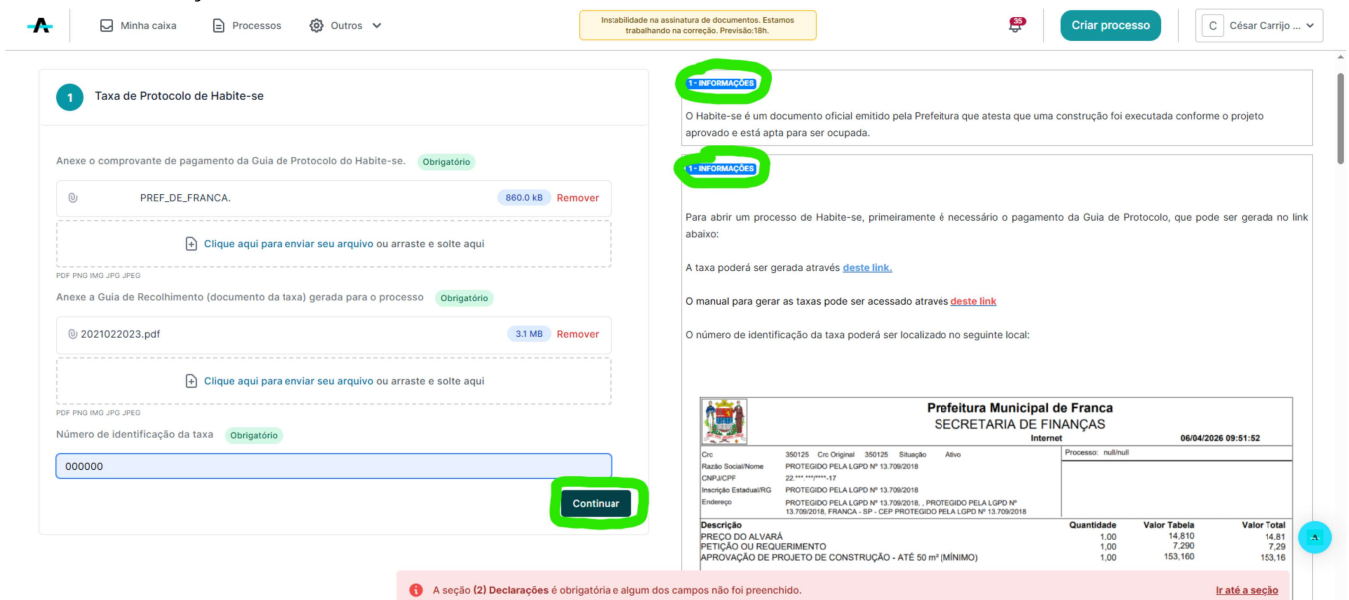 Minha caixa
Processos
Outros
Instabilidade na assinatura de documentos. Estamos
trabalhando na correção. Previsão:18h.
35
Criar processo
C César Carrijo ...
1 Taxa de Protocolo de Habite-se
Anexe o comprovante de pagamento da Guia de Protocolo do Habite-se. Obrigatório
PREF_DE_FRANCA. 860.0 kB Remover
Clique aqui para enviar seu arquivo ou arraste e solte aqui
PDF PNG IMG JPG JPEG
Anexe a Guia de Recolhimento (documento da taxa) gerada para o processo Obrigatório
2021022023.pdf 3.1 MB Remover
Clique aqui para enviar seu arquivo ou arraste e solte aqui
PDF PNG IMG JPG JPEG
Número de identificação da taxa Obrigatório
000000
Continuar
1 - INFORMAÇÕES
O Habite-se é um documento oficial emitido pela Prefeitura que atesta que uma construção foi executada conforme o projeto
aprovado e está apta para ser ocupada.
1 - INFORMAÇÕES
Para abrir um processo de Habite-se, primeiramente é necessário o pagamento da Guia de Protocolo, que pode ser gerada no link
abaixo:
A taxa poderá ser gerada através deste link.
O manual para gerar as taxas pode ser acessado através deste link
O número de identificação da taxa poderá ser localizado no seguinte local:
Prefeitura Municipal de Franca
SECRETARIA DE FINANÇAS
Internet 06/04/2026 09:51:52
Crc 350125 Crc Original 350125 Situação Ativo Processo: null/null
Razão Social/Nome PROTEGIDO PELA LGPD Nº 13.709/2018
CNPJ/CPF 22.***.***/****-17
Inscrição Estadual/RG PROTEGIDO PELA LGPD Nº 13.709/2018
Endereço PROTEGIDO PELA LGPD Nº 13.709/2018, , PROTEGIDO PELA LGPD Nº
13.709/2018, FRANCA - SP - CEP PROTEGIDO PELA LGPD Nº 13.709/2018
Descrição Quantidade Valor Tabela Valor Total
PREÇO DO ALVARÁ 1,00 14,810 14,81
PETIÇÃO OU REQUERIMENTO 1,00 7,290 7,29
APROVAÇÃO DE PROJETO DE CONSTRUÇÃO - ATÉ 50 m² (MÍNIMO) 1,00 153,160 153,16
A seção (2) Declarações é obrigatória e algum dos campos não foi preenchido. Ir até a seção